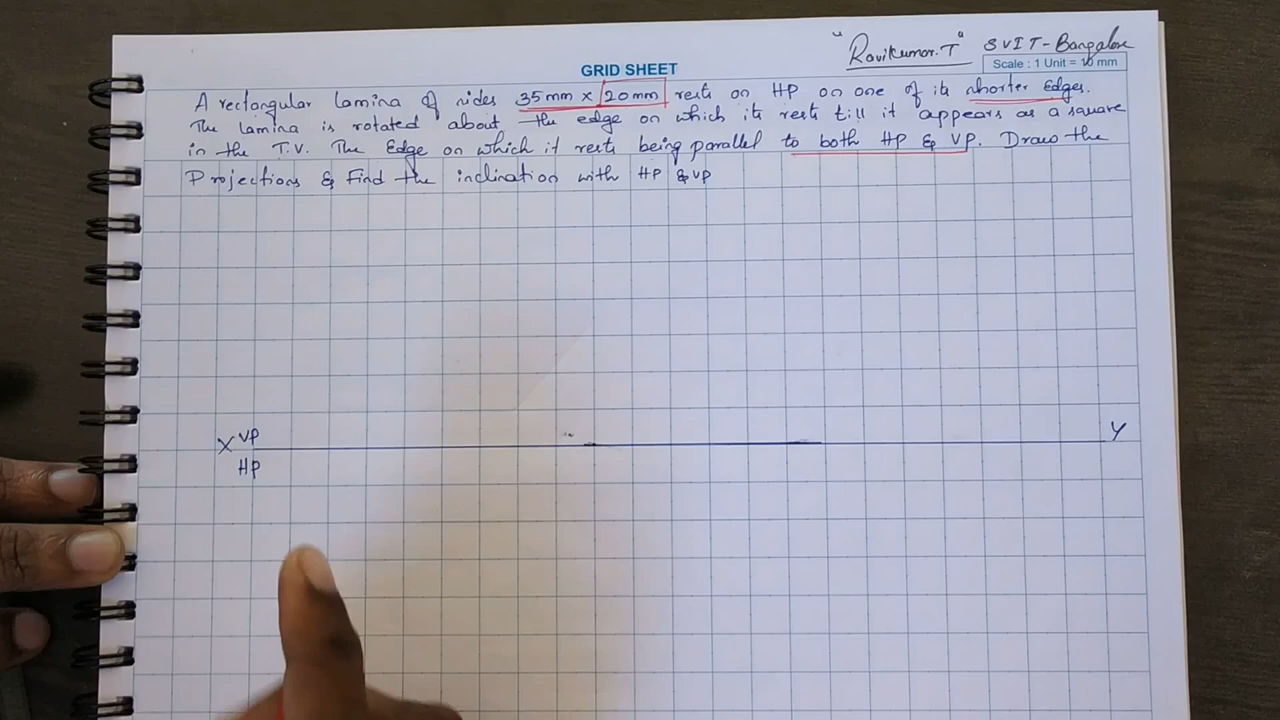 "Ravikumar.T" SVIT-Bangalore
GRID SHEET
Scale : 1 Unit = 10 mm
A rectangular lamina of sides 35mm x 20mm rests on HP on one of its shorter Edges.
The lamina is rotated about the edge on which its rests till it appears as a square
in the T.V. The Edge on which it rests being parallel to both HP & VP. Draw the
Projections & Find the inclination with HP & VP
X VP Y
HP